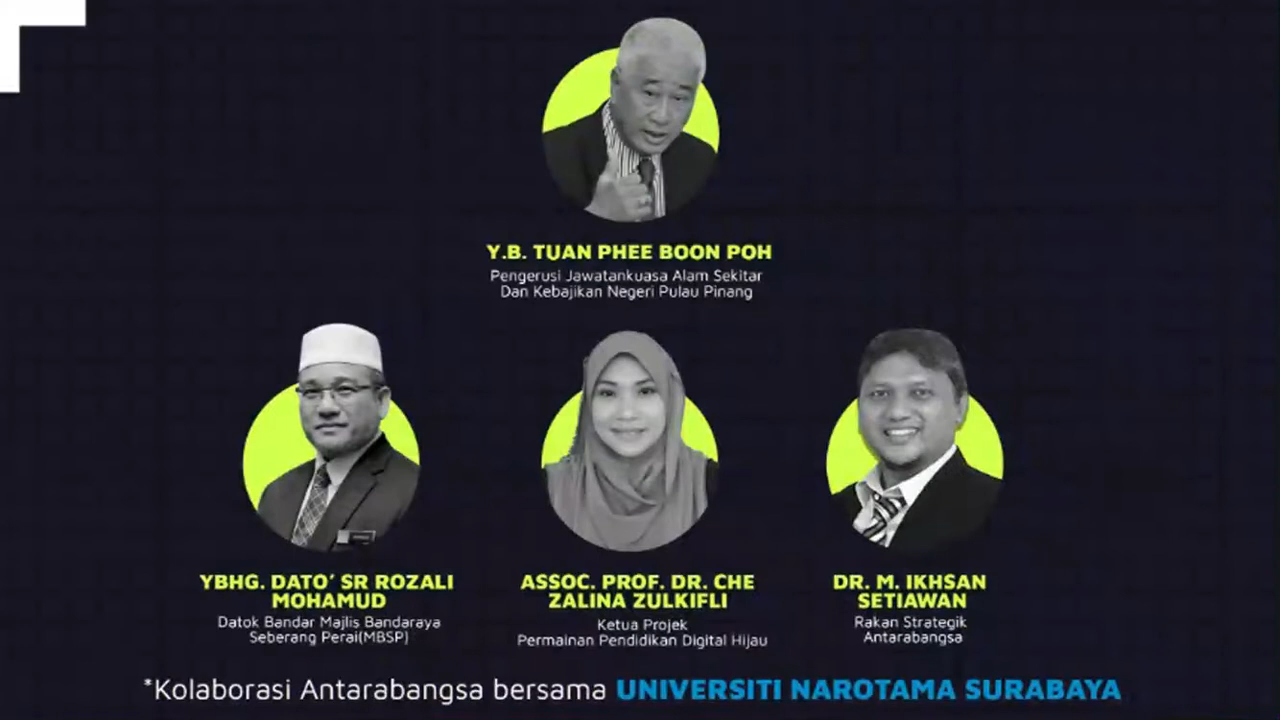 Y.B. TUAN PHEE BOON POH
Pengerusi Jawatankuasa Alam Sekitar
Dan Kebajikan Negeri Pulau Pinang
YBHG. DATO' SR ROZALI
MOHAMUD
Datok Bandar Majlis Bandaraya
Seberang Perai(MBSP)
ASSOC. PROF. DR. CHE
ZALINA ZULKIFLI
Ketua Projek
Permainan Pendidikan Digital Hijau
DR. M. IKHSAN
SETIAWAN
Rakan Strategik
Antarabangsa
*Kolaborasi Antarabangsa bersama UNIVERSITI NAROTAMA SURABAYA